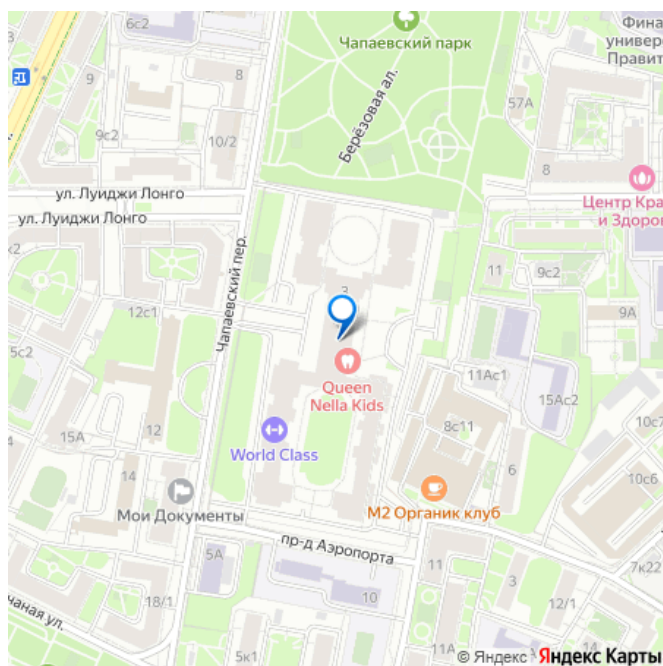 6с2
Чапаевский парк
Фина
универс
Правит
9
8
Берёзовая ал.
57А
9с2
10/2
8
ул. Луиджи Лонго
Центр Кра
и Здоро
ул. Луиджи Лонго
к2
Чапаевский пер.
11
9с2
3
12с1
9А
5с2
Queen
Nella Kids
11Ас1
15Ас2
15А
12
World Class
8с11
10с7
14
6
10с6
Мои Документы
М2 Органик клуб
пр-д Аэропорта
5А
11
3
7к22
чаная ул.
18/1
10
12/1
5к1
11А
© Яндекс Яндекс Карты